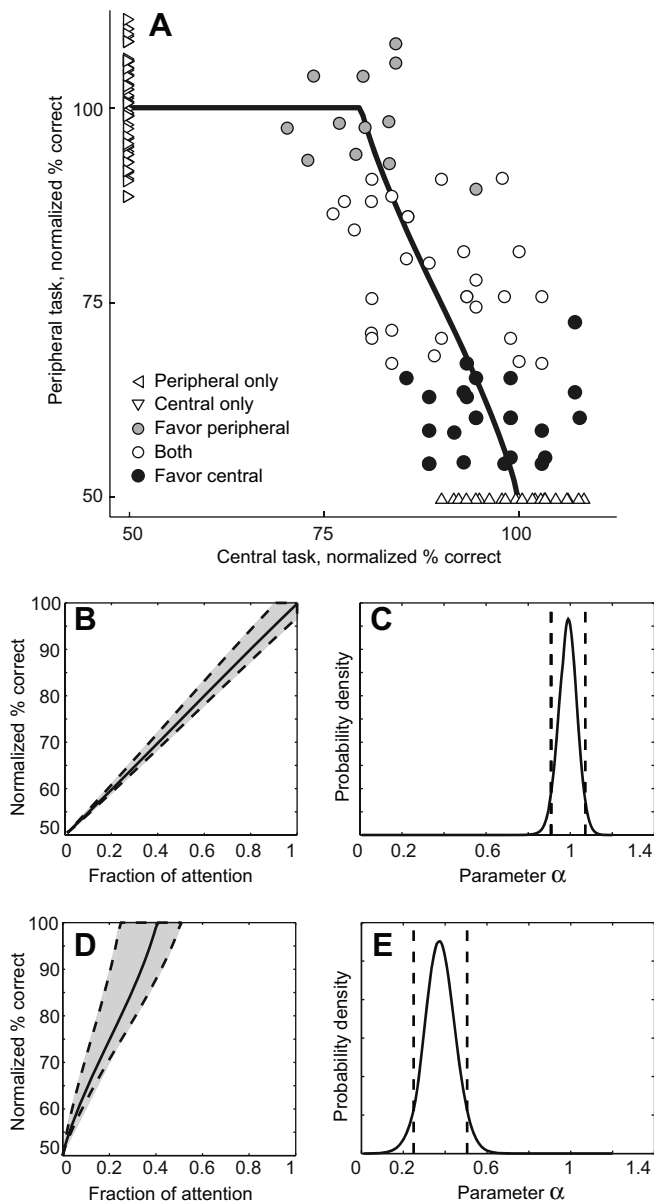 A
100
75
50
Peripheral task, normalized % correct
Peripheral only
Central only
Favor peripheral
Both
Favor central
50
75
100
Central task, normalized % correct
B
100
90
80
70
60
50
Normalized % correct
0
0.2
0.4
0.6
0.8
1
Fraction of attention
C
Probability density
0
0.2
0.6
1
1.4
Parameter α
D
100
90
80
70
60
50
Normalized % correct
0
0.2
0.4
0.6
0.8
1
Fraction of attention
E
Probability density
0
0.2
0.6
1
1.4
Parameter α